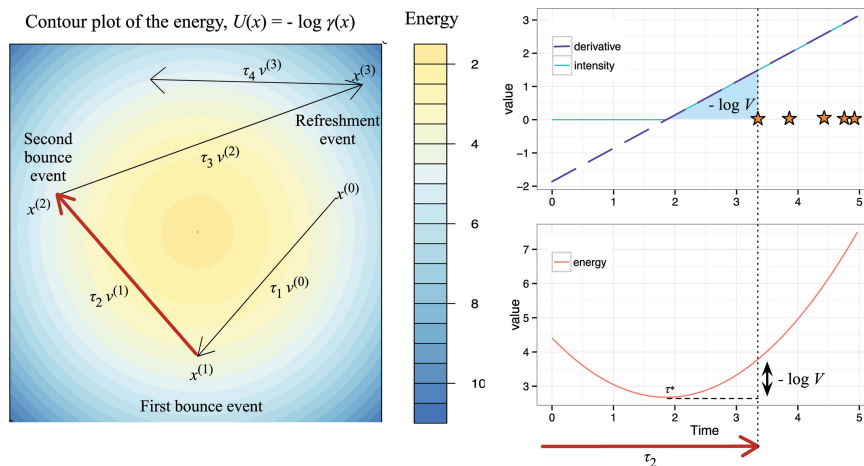 Contour plot of the energy, U(x) = - log γ(x)
Energy
x⁽³⁾
τ₄ v⁽³⁾
Refreshment
event
Second
bounce
event
τ₃ v⁽²⁾
x⁽⁰⁾
x⁽²⁾
τ₂ v⁽¹⁾
τ₁ v⁽⁰⁾
x⁽¹⁾
First bounce event
2
4
6
8
10
3
2
1
0
−1
−2
value
derivative
intensity
- log V
0
1
2
3
4
5
7
6
5
4
3
value
energy
τ*
- log V
0
1
2
3
4
5
Time
τ₂